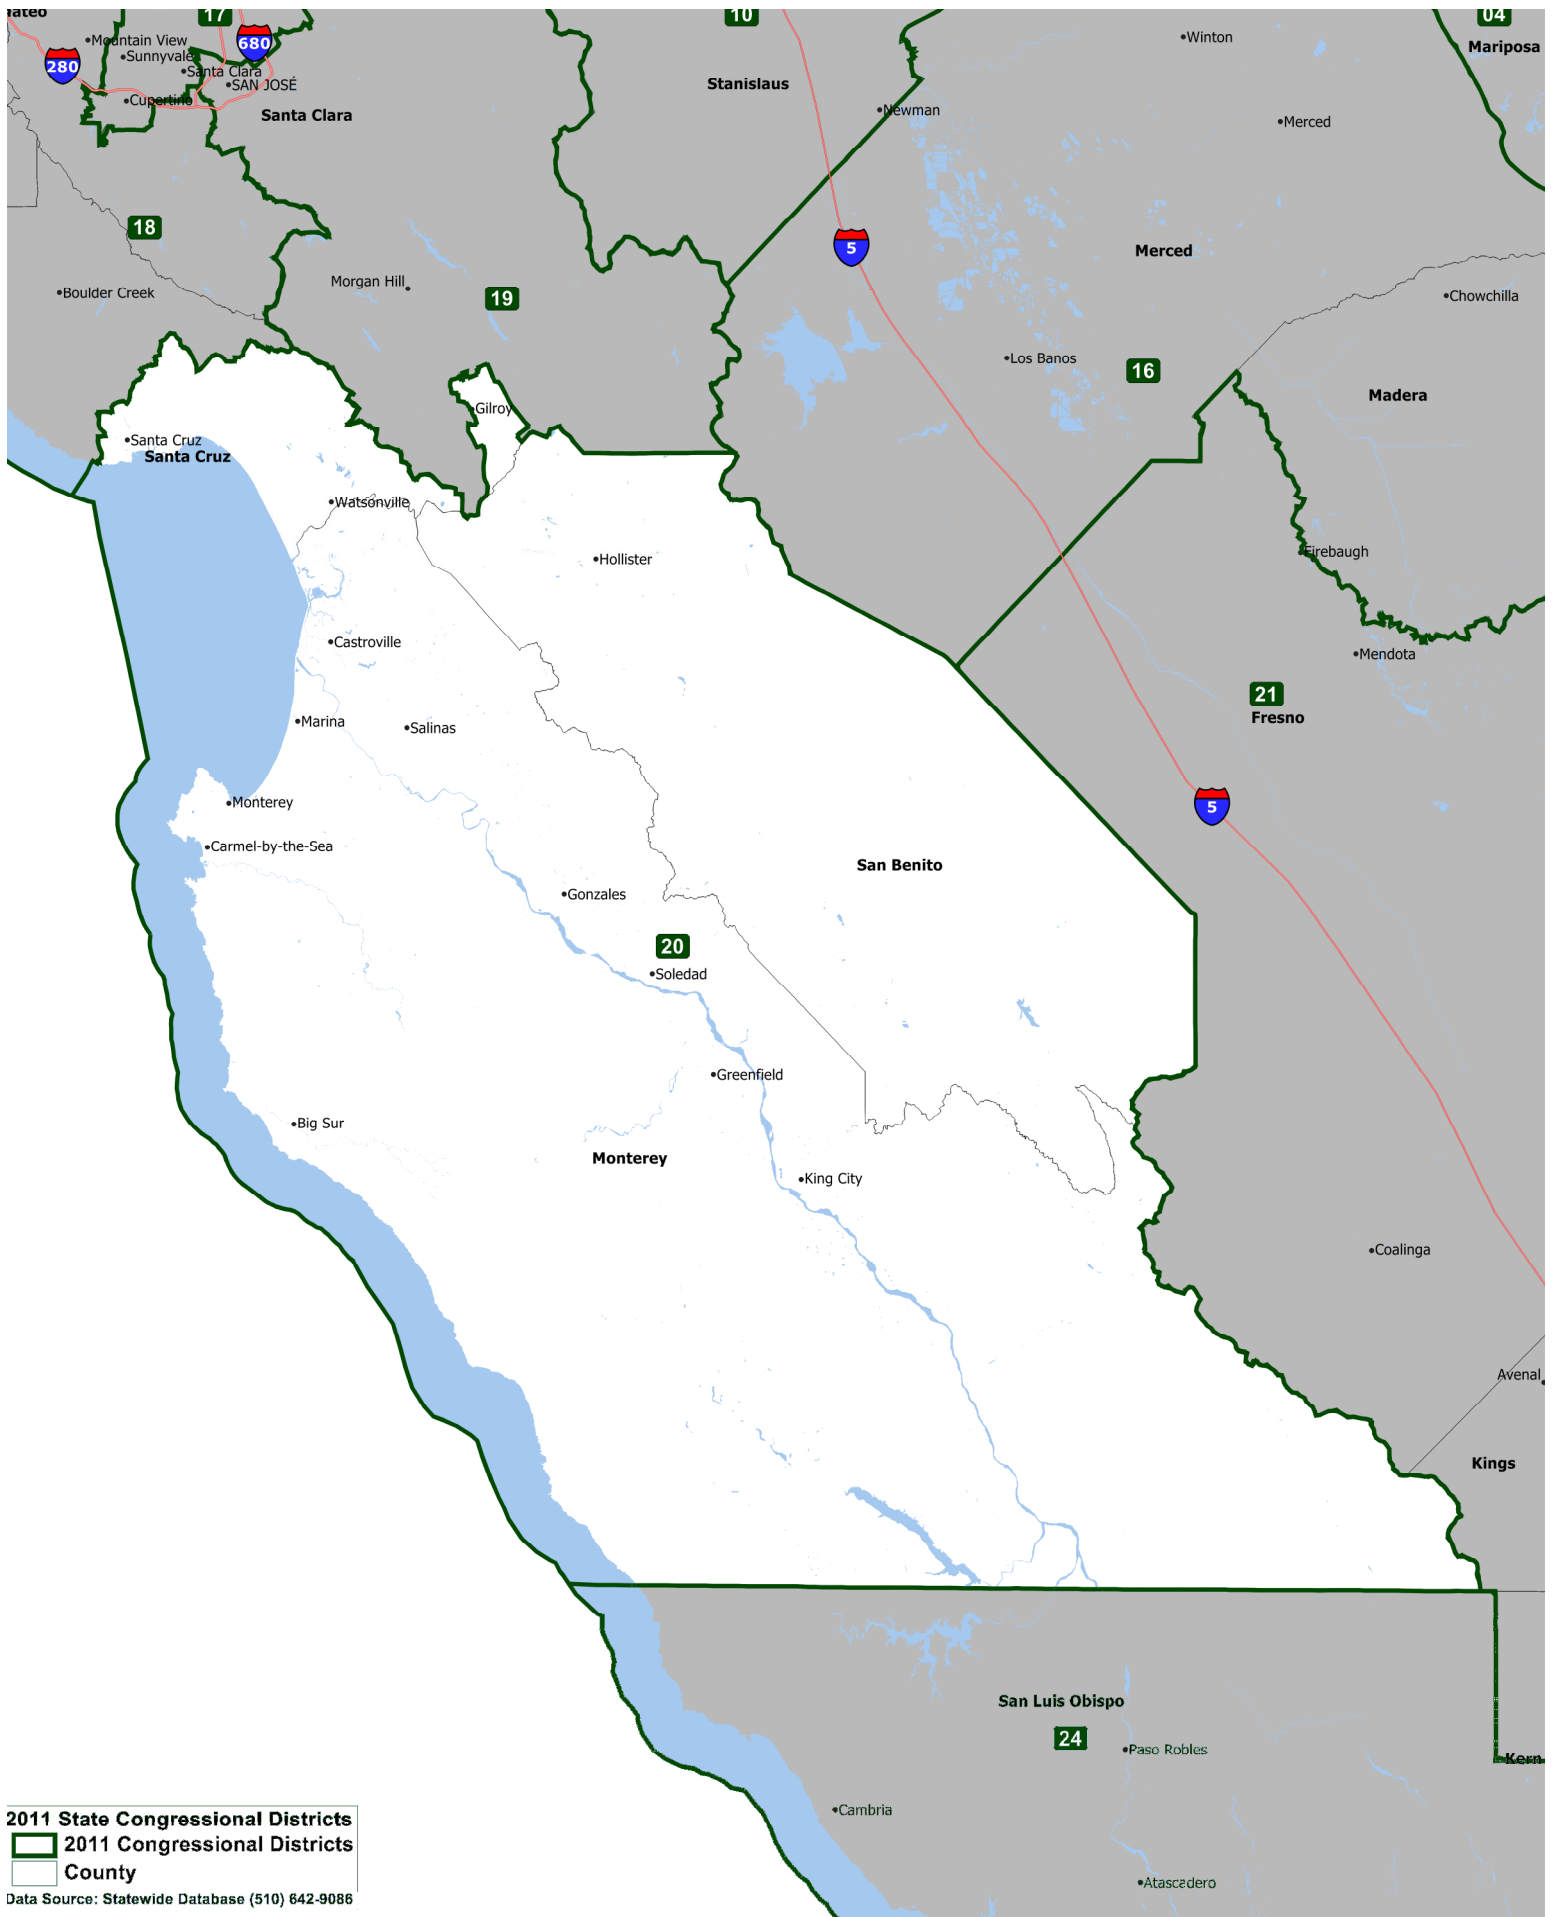 17
10
04
680
Mountain View
Winton
Mariposa
Sunnyvale
280
Santa Clara
Stanislaus
SAN JOSÉ
Cupertino
Newman
Santa Clara
Merced
18
5
Merced
Morgan Hill
Boulder Creek
19
Chowchilla
Los Banos
16
Madera
Gilroy
Santa Cruz
Santa Cruz
Watsonville
Hollister
Firebaugh
Castroville
Mendota
21
Fresno
Marina
Salinas
Monterey
5
Carmel-by-the-Sea
San Benito
Gonzales
20
Soledad
Greenfield
Big Sur
Monterey
King City
Coalinga
Avenal
Kings
San Luis Obispo
24
Paso Robles
Kern
Cambria
Atascadero
2011 State Congressional Districts
2011 Congressional Districts
County
Data Source: Statewide Database (510) 642-9086